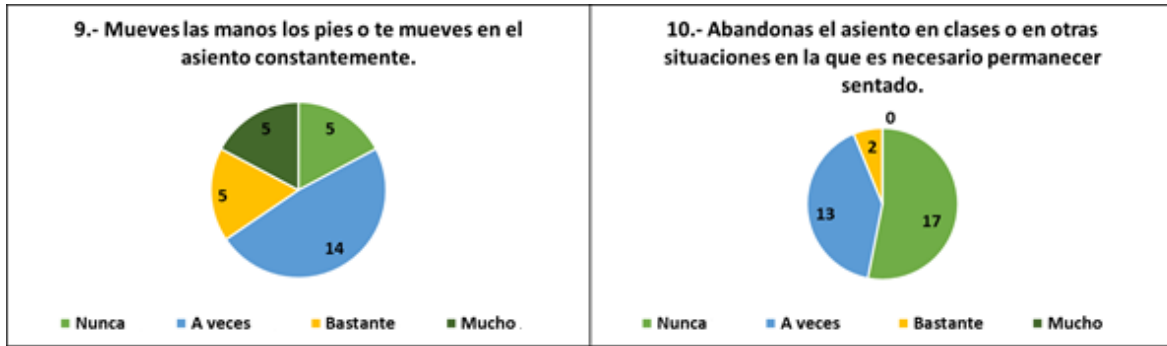 9.- Mueves las manos los pies o te mueves en el
asiento constantemente.
5
5
5
14
Nunca
A veces
Bastante
Mucho
10.- Abandonas el asiento en clases o en otras
situaciones en la que es necesario permanecer
sentado.
0
2
13
17
Nunca
A veces
Bastante
Mucho